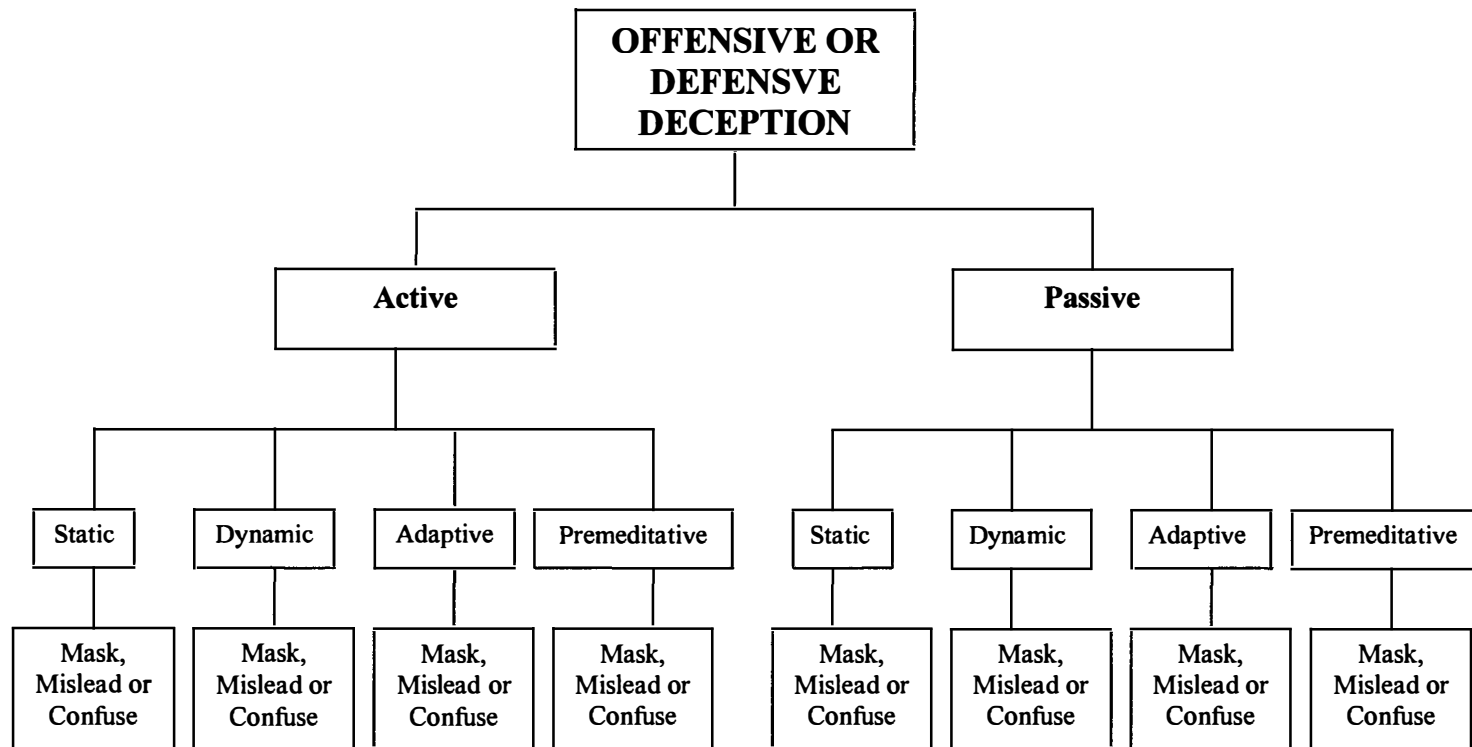 OFFENSIVE OR
DEFENSVE
DECEPTION
Active
Passive
Static
Dynamic
Adaptive
Premeditative
Static
Dynamic
Adaptive
Premeditative
Mask,
Mislead or
Confuse
Mask,
Mislead or
Confuse
Mask,
Mislead or
Confuse
Mask,
Mislead or
Confuse
Mask,
Mislead or
Confuse
Mask,
Mislead or
Confuse
Mask,
Mislead or
Confuse
Mask,
Mislead or
Confuse